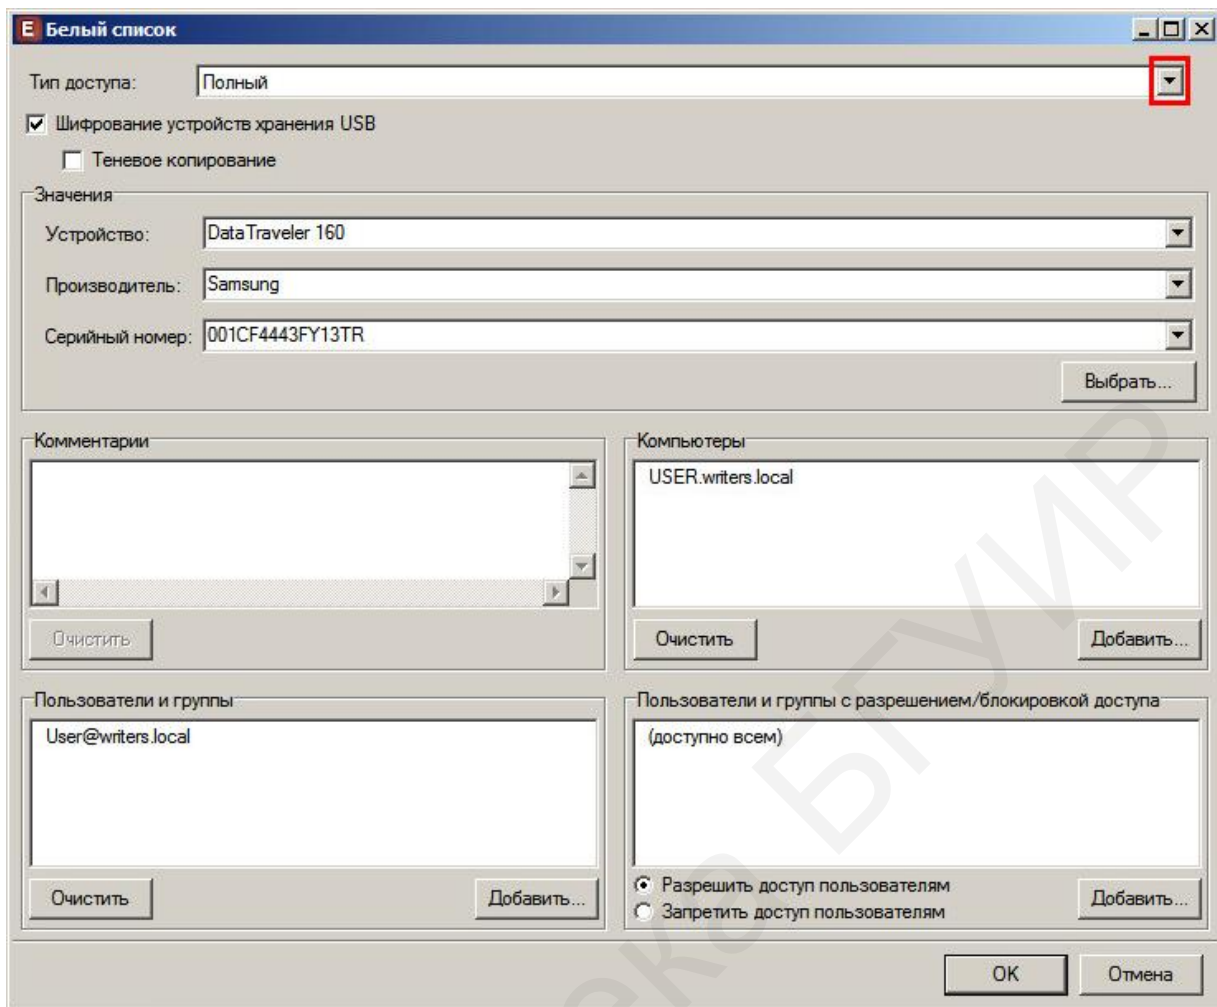 E Белый список
Тип доступа: Полный
Шифрование устройств хранения USB
Теневое копирование
Значения
Устройство: DataTraveler 160
Производитель: Samsung
Серийный номер: 001CF4443FY13TR
Выбрать...
Комментарии
Очистить
Компьютеры
USER.writers.local
Очистить Добавить...
Пользователи и группы
User@writers.local
Очистить Добавить...
Пользователи и группы с разрешением/блокировкой доступа
(доступно всем)
Разрешить доступ пользователям
Запретить доступ пользователям
Добавить...
OK Отмена
ека БГУИР